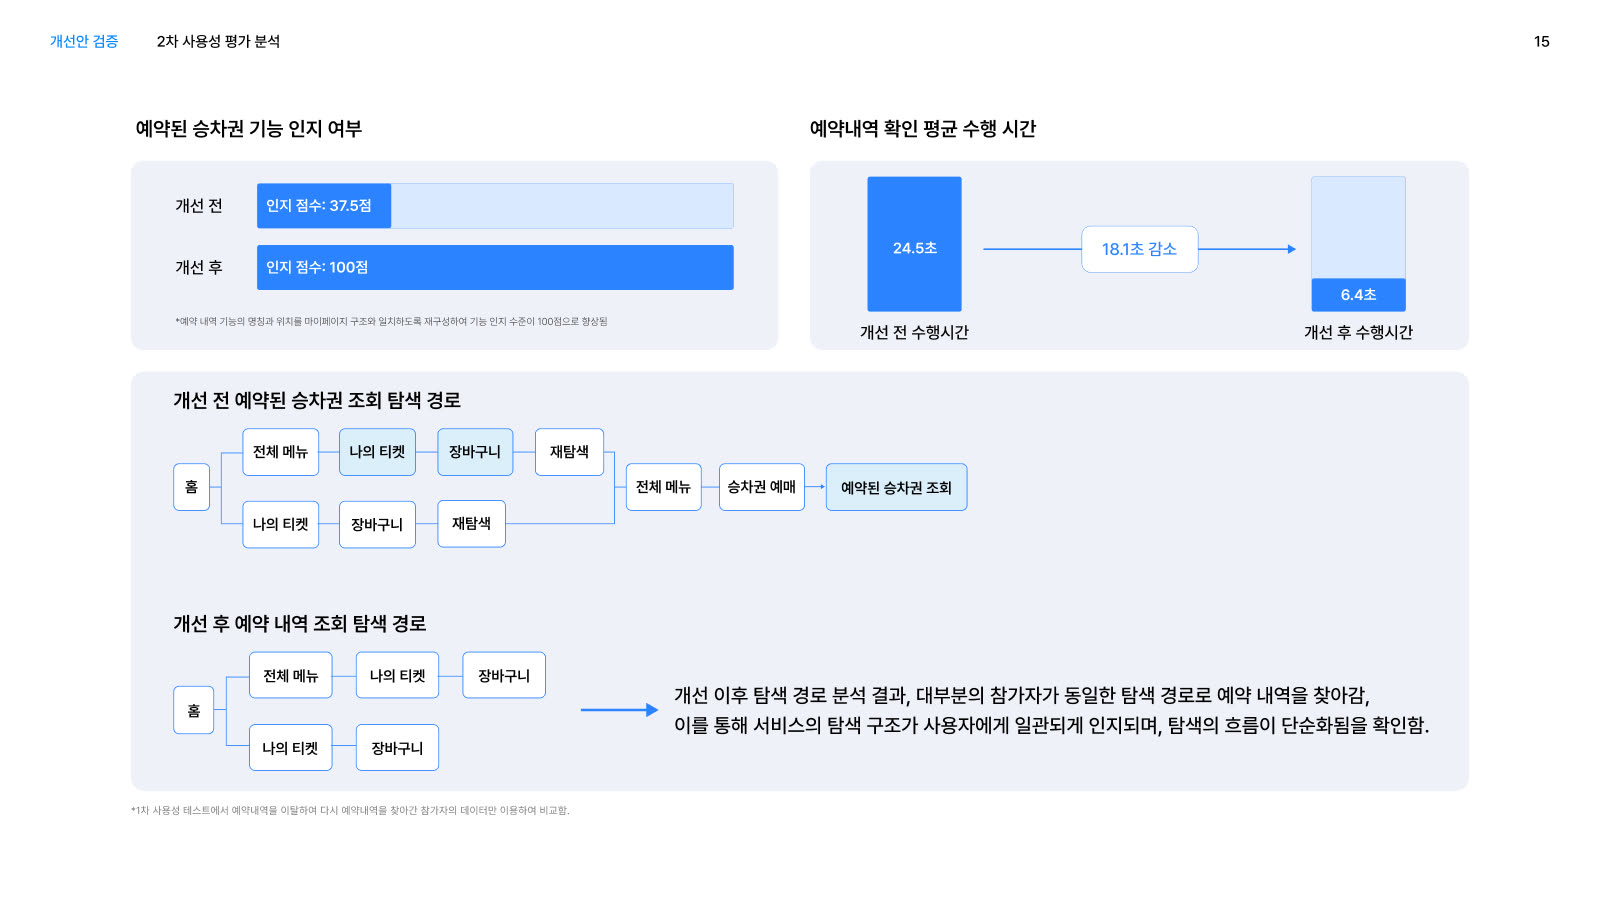 개선안 검증
2차 사용성 평가 분석
15
예약된 승차권 기능 인지 여부
개선 전
인지 점수: 37.5점
개선 후
인지 점수: 100점
*예약 내역 기능의 명칭과 위치를 마이페이지 구조와 일치하도록 재구성하여 기능 인지 수준이 100점으로 향상됨
예약내역 확인 평균 수행 시간
24.5초
18.1초 감소
6.4초
개선 전 수행시간
개선 후 수행시간
개선 전 예약된 승차권 조회 탐색 경로
홈
전체 메뉴
나의 티켓
장바구니
재탐색
나의 티켓
장바구니
재탐색
전체 메뉴
승차권 예매
예약된 승차권 조회
개선 후 예약 내역 조회 탐색 경로
홈
전체 메뉴
나의 티켓
장바구니
나의 티켓
장바구니
개선 이후 탐색 경로 분석 결과, 대부분의 참가자가 동일한 탐색 경로로 예약 내역을 찾아감,
이를 통해 서비스의 탐색 구조가 사용자에게 일관되게 인지되며, 탐색의 흐름이 단순화됨을 확인함.
*1차 사용성 테스트에서 예약내역을 이탈하여 다시 예약내역을 찾아간 참가자의 데이터만 이용하여 비교함.